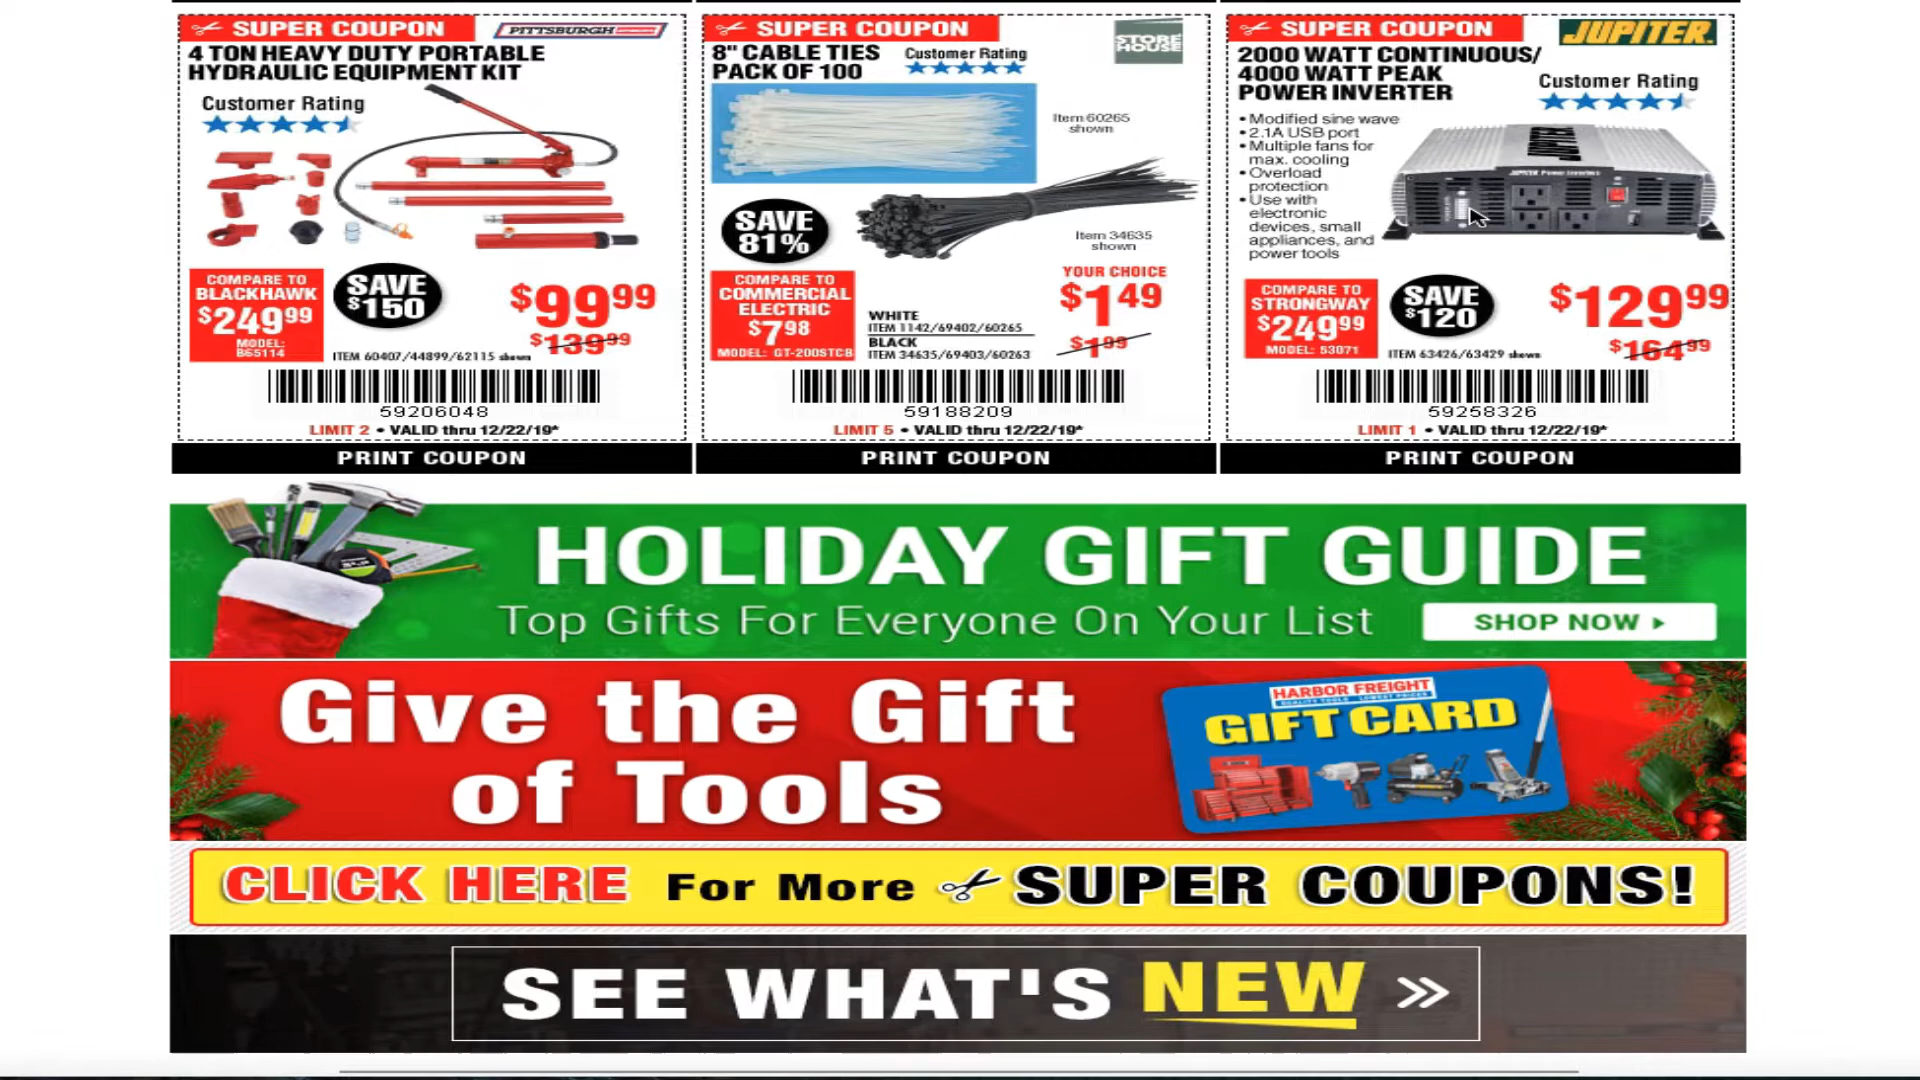 SUPER COUPON
PITTSBURGH
4 TON HEAVY DUTY PORTABLE
HYDRAULIC EQUIPMENT KIT
Customer Rating
COMPARE TO
BLACKHAWK
$249.99
MODEL:
B65114
SAVE
$150
$99.99
$139.99
ITEM 60407/44899/62115 shown
59206048
LIMIT 2 • VALID thru 12/22/19*
PRINT COUPON
SUPER COUPON
STORE
HOUSE
8" CABLE TIES
PACK OF 100
Customer Rating
Item 60265
shown
SAVE
81%
Item 34635
shown
COMPARE TO
COMMERCIAL
ELECTRIC
$7.98
MODEL: GT-200STCB
YOUR CHOICE
$1.49
$1.99
WHITE
ITEM 1142/69402/60265
BLACK
ITEM 34635/69403/60263
59188209
LIMIT 5 • VALID thru 12/22/19*
PRINT COUPON
SUPER COUPON
JUPITER.
2000 WATT CONTINUOUS/
4000 WATT PEAK
POWER INVERTER
Customer Rating
• Modified sine wave
• 2.1A USB port
• Multiple fans for
max. cooling
• Overload
protection
• Use with
electronic
devices, small
appliances, and
power tools
JUPITER Power Inverters
COMPARE TO
STRONGWAY
$249.99
MODEL: 53071
SAVE
$120
$129.99
$164.99
ITEM 63426/63429 shown
59258326
LIMIT 1 • VALID thru 12/22/19*
PRINT COUPON
HOLIDAY GIFT GUIDE
Top Gifts For Everyone On Your List
SHOP NOW
Give the Gift
of Tools
HARBOR FREIGHT
QUALITY TOOLS LOWEST PRICES
GIFT CARD
CLICK HERE For More SUPER COUPONS!
SEE WHAT'S NEW »